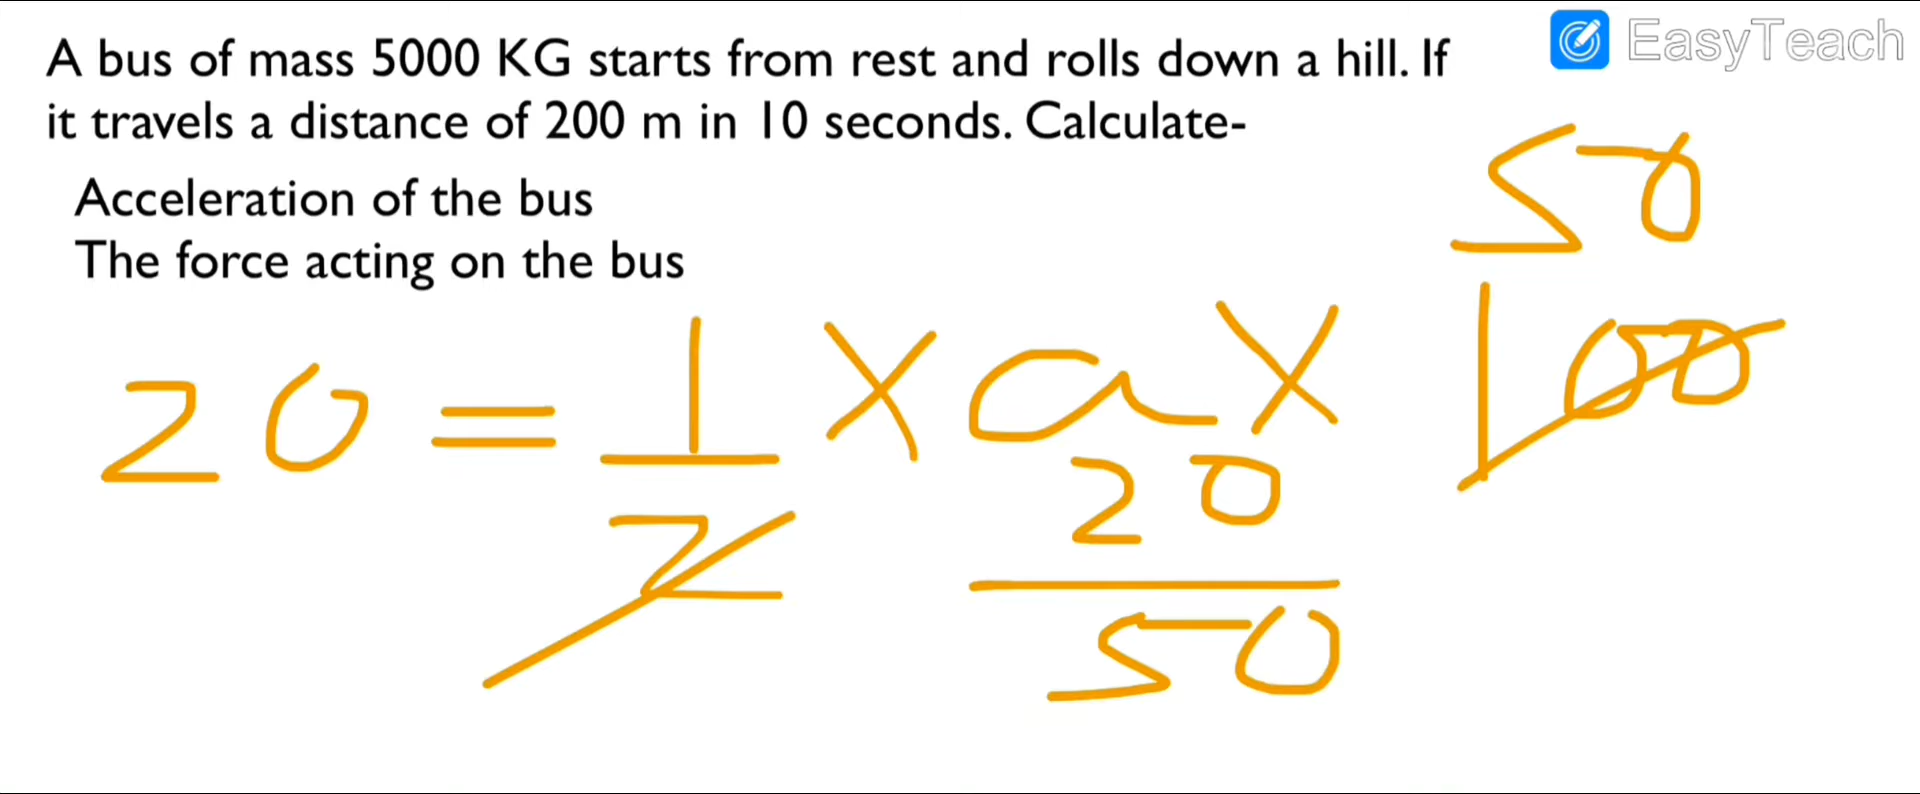 EasyTeach
A bus of mass 5000 KG starts from rest and rolls down a hill. If
it travels a distance of 200 m in 10 seconds. Calculate-
Acceleration of the bus
The force acting on the bus
50
20 = 1/2 X a X 100
20
50